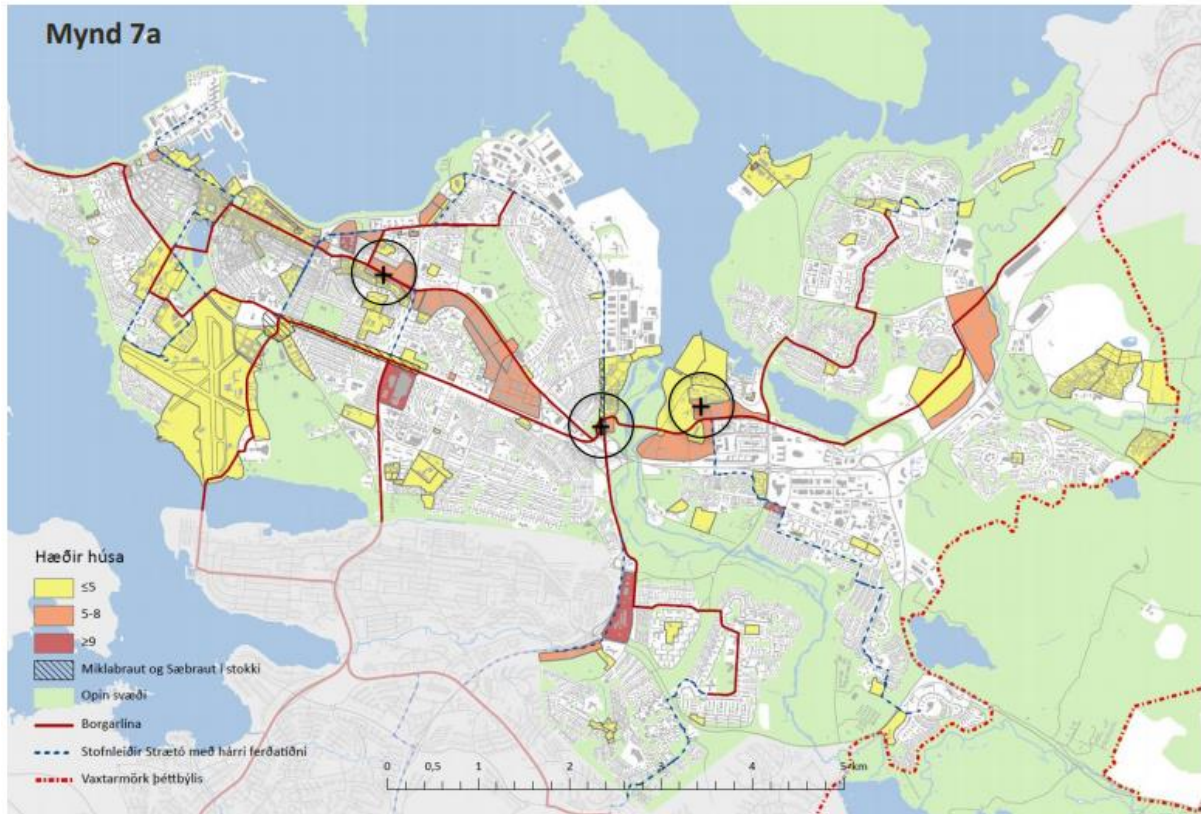 Mynd 7a
Hæðir húsa
≤5
5-8
≥9
Miklabraut og Sæbraut í stokki
Opin svæði
Borgarlína
Stofnleiðir Strætó með hárri ferðatíðni
Vaxtarmörk þéttbýlis
0 0,5 1 2 3 4 5 km